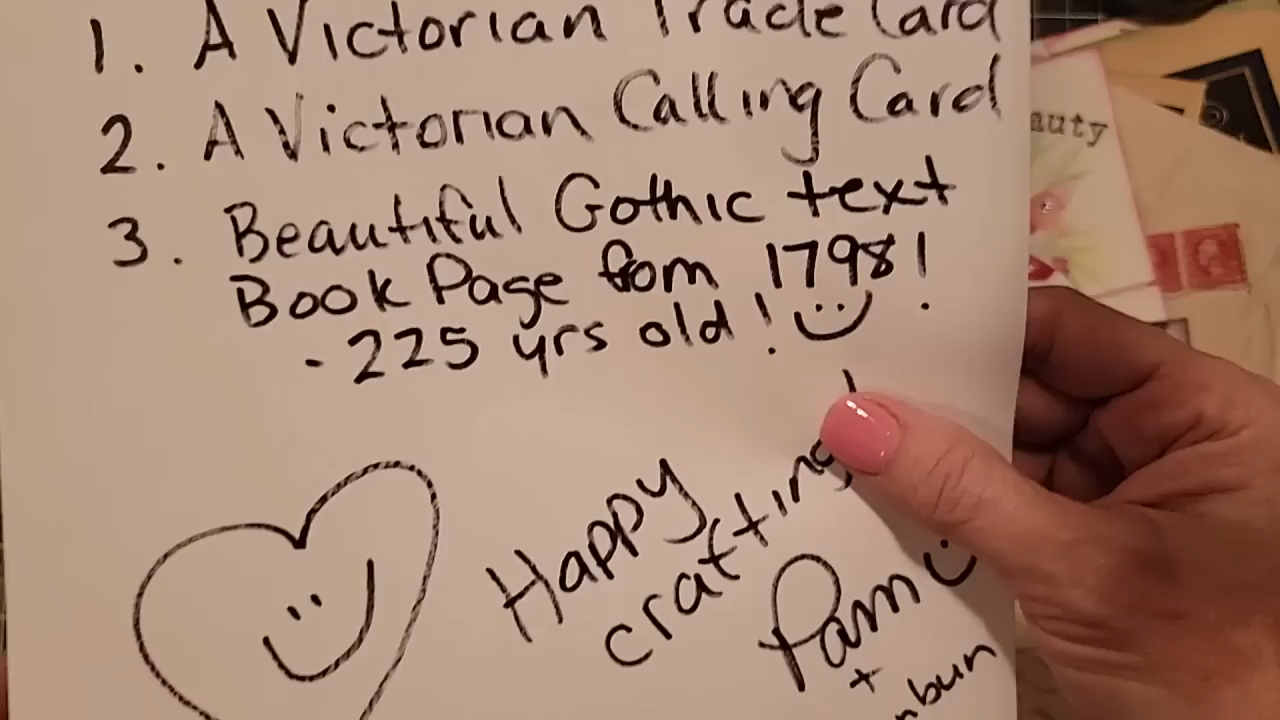 1. A Victorian Trade Card
2. A Victorian Calling Card
3. Beautiful Gothic text
Book Page from 1798!
- 225 yrs old!
Happy
crafting!
Pam
+